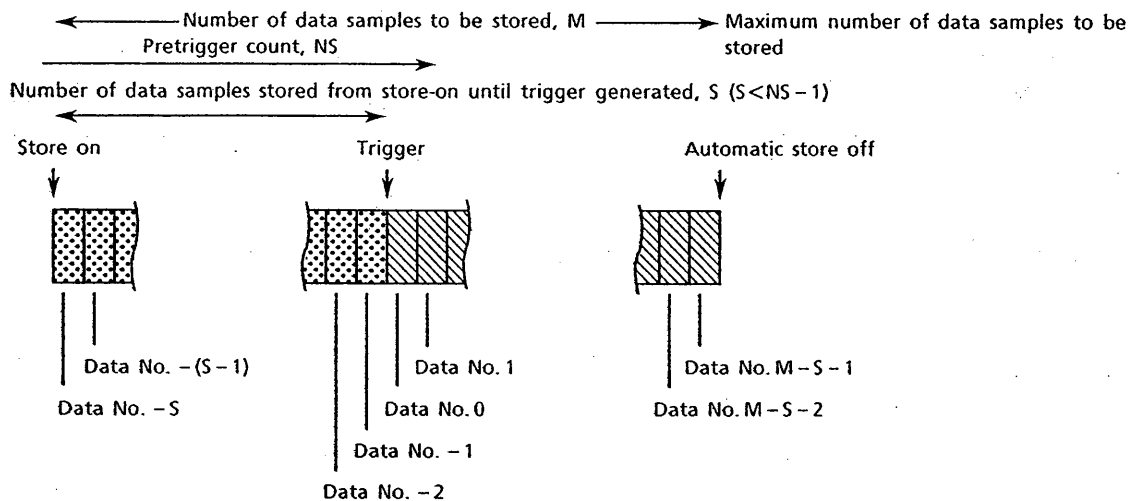 Number of data samples to be stored, M
Maximum number of data samples to be
stored
Pretrigger count, NS
Number of data samples stored from store-on until trigger generated, S (S<NS−1)
Store on
Trigger
Automatic store off
Data No. −(S−1)
Data No. 1
Data No. M−S−1
Data No. −S
Data No. 0
Data No. M−S−2
Data No. −1
Data No. −2